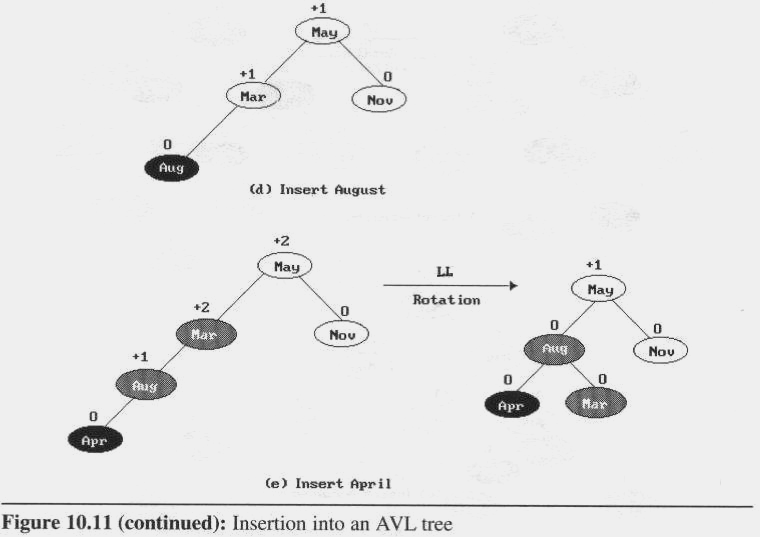 +1
May
+1
Mar
0
Nov
0
Aug
(d) Insert August
+2
May
+2
Mar
0
Nov
+1
Aug
0
Apr
LL
Rotation
+1
May
0
Aug
0
Nov
0
Apr
0
Mar
(e) Insert April
Figure 10.11 (continued): Insertion into an AVL tree